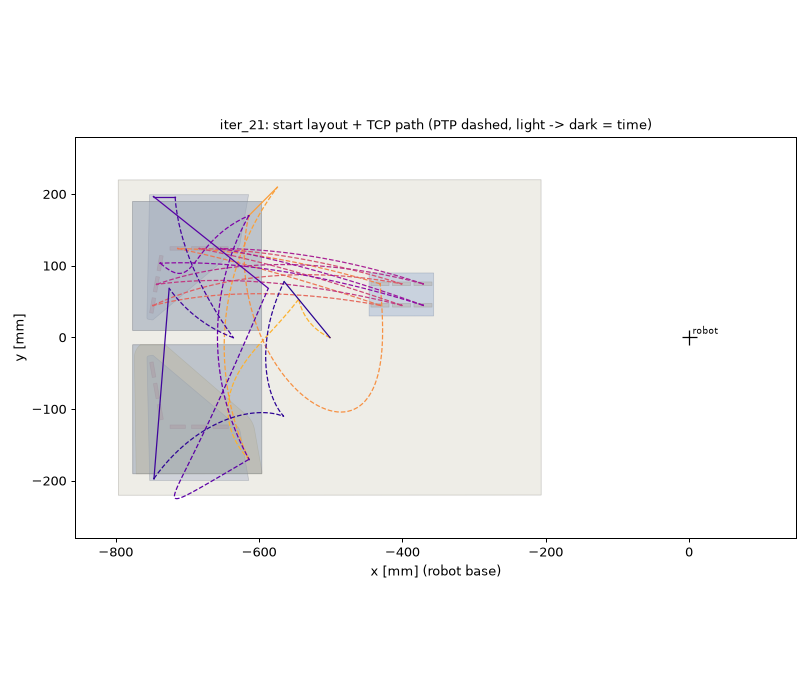 iter_21: start layout + TCP path (PTP dashed, light -> dark = time)
200
100
0
−100
−200
y [mm]
robot
−800
−600
−400
−200
0
x [mm] (robot base)